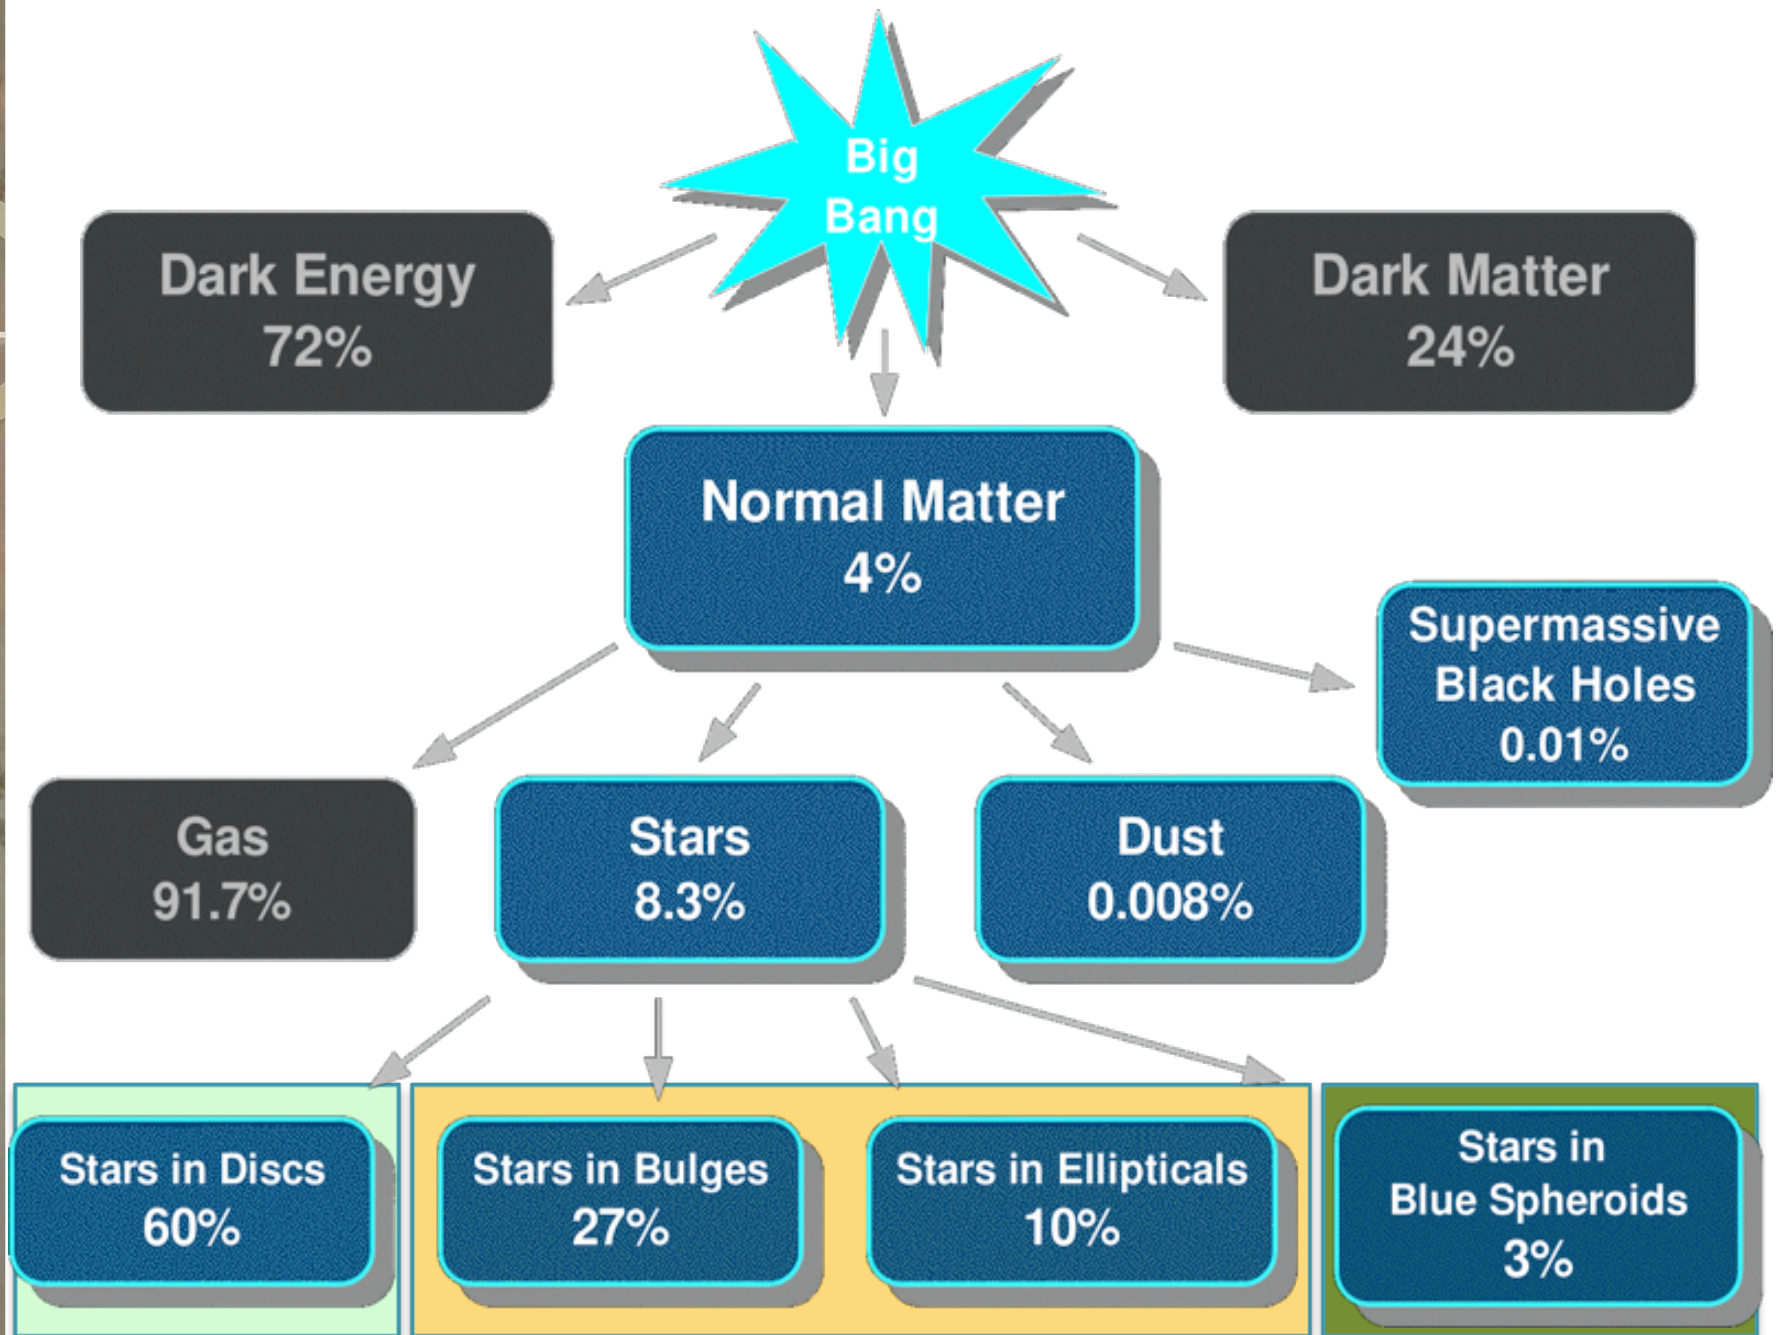 Big
Bang
Dark Energy
72%
Dark Matter
24%
Normal Matter
4%
Supermassive
Black Holes
0.01%
Gas
91.7%
Stars
8.3%
Dust
0.008%
Stars in Discs
60%
Stars in Bulges
27%
Stars in Ellipticals
10%
Stars in
Blue Spheroids
3%